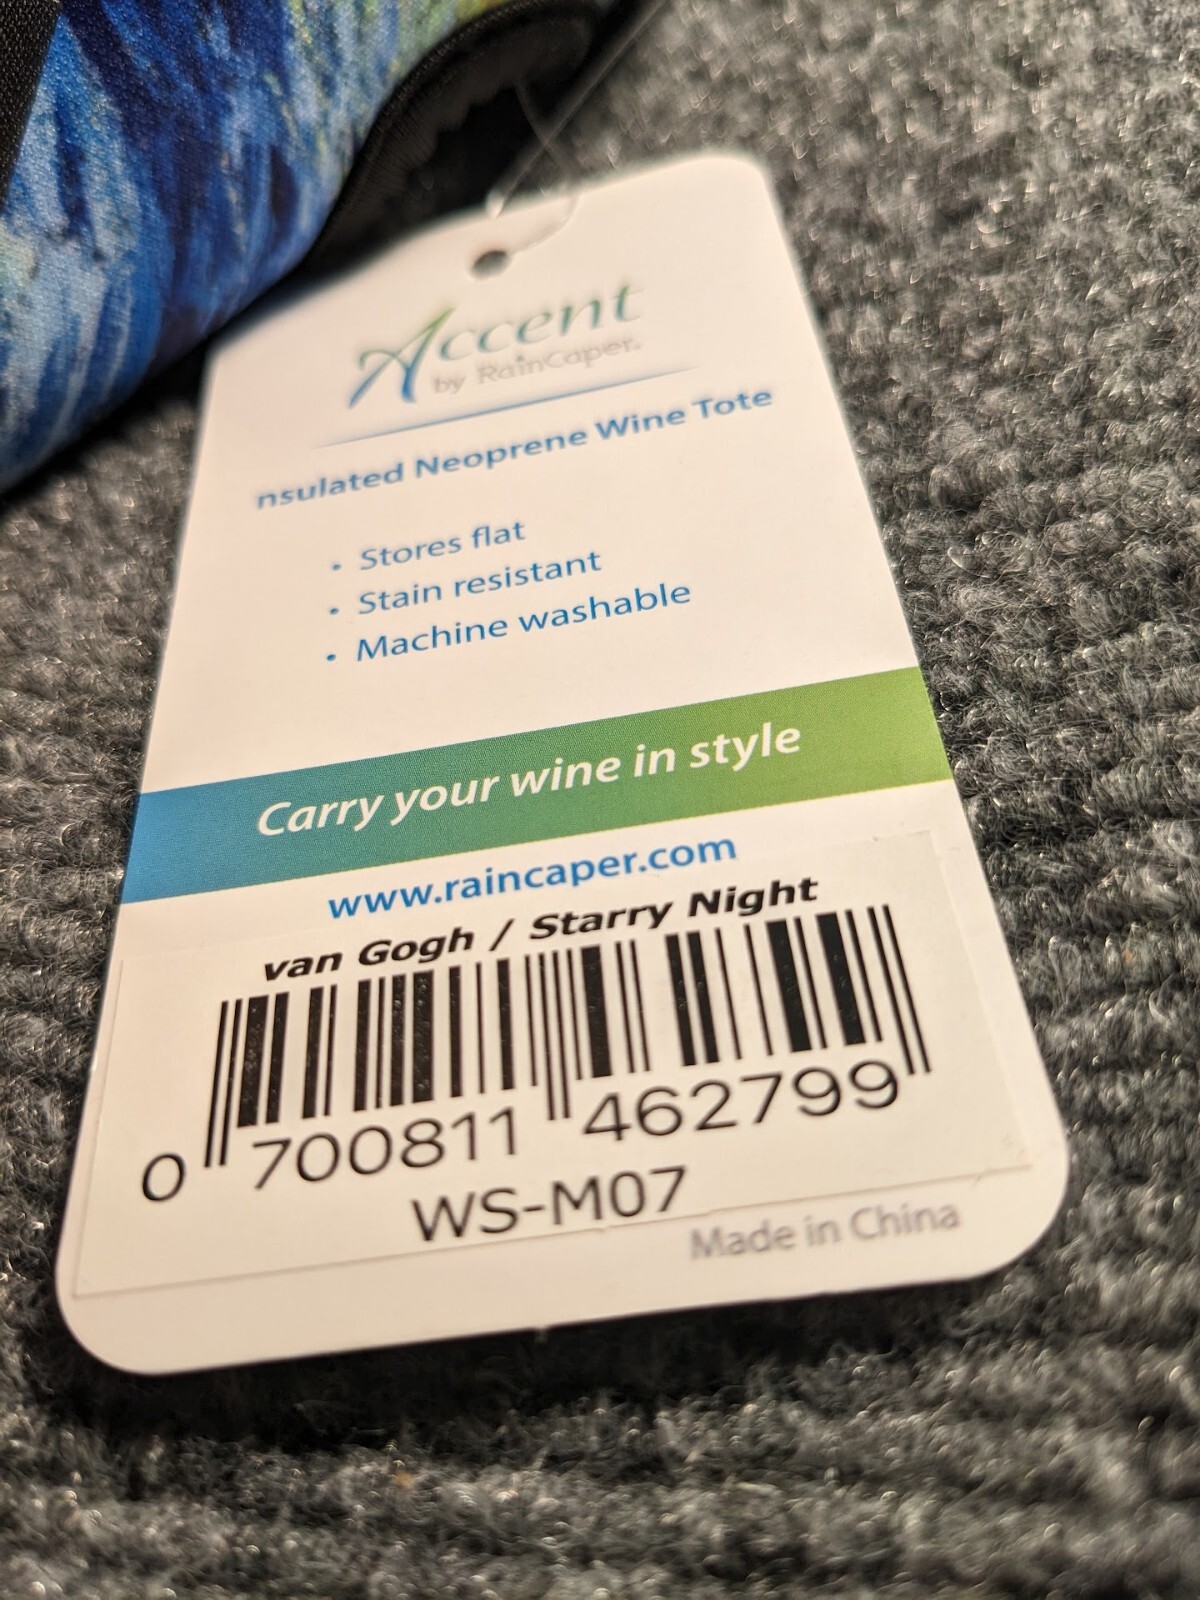 Accent
by RainCaper.
nsulated Neoprene Wine Tote
• Stores flat
• Stain resistant
• Machine washable
Carry your wine in style
www.raincaper.com
van Gogh / Starry Night
0 700811 462799
WS-M07
Made in China